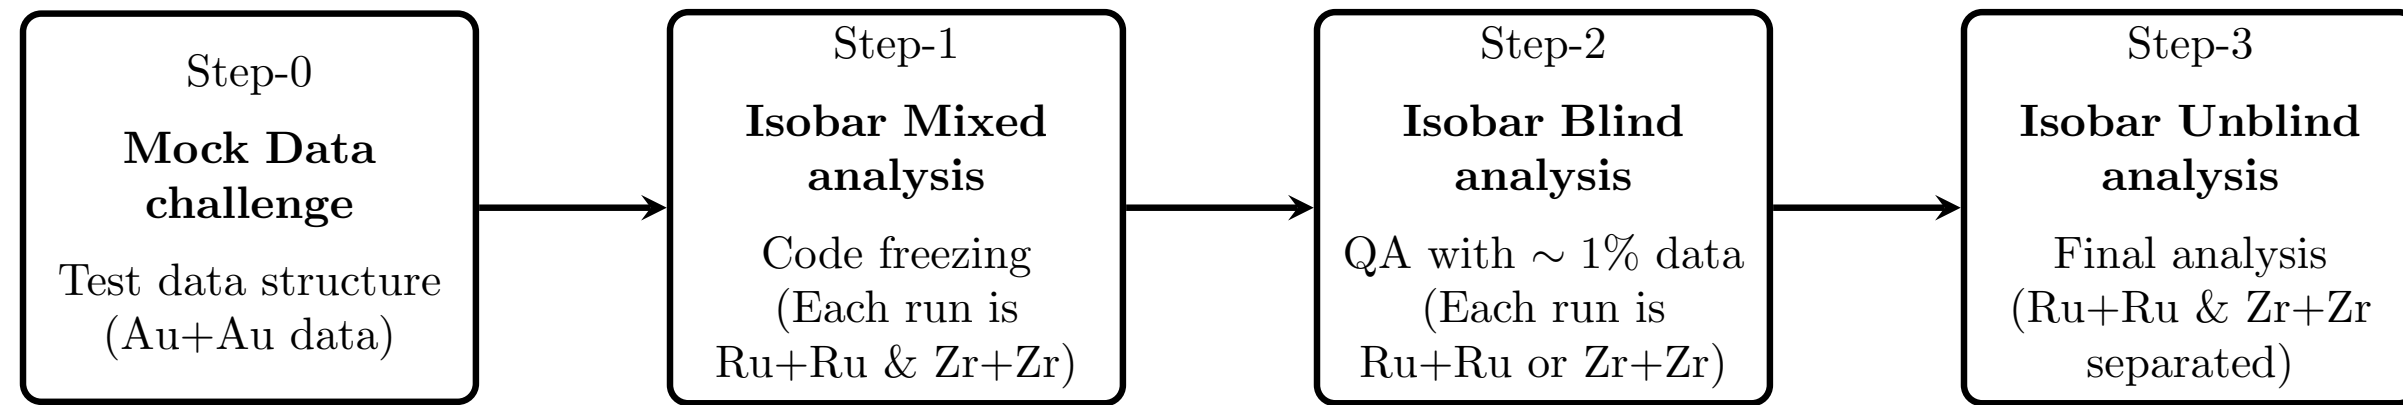 Step-0
Mock Data
challenge
Test data structure
(Au+Au data)
Step-1
Isobar Mixed
analysis
Code freezing
(Each run is
Ru+Ru & Zr+Zr)
Step-2
Isobar Blind
analysis
QA with ∼ 1% data
(Each run is
Ru+Ru or Zr+Zr)
Step-3
Isobar Unblind
analysis
Final analysis
(Ru+Ru & Zr+Zr
separated)